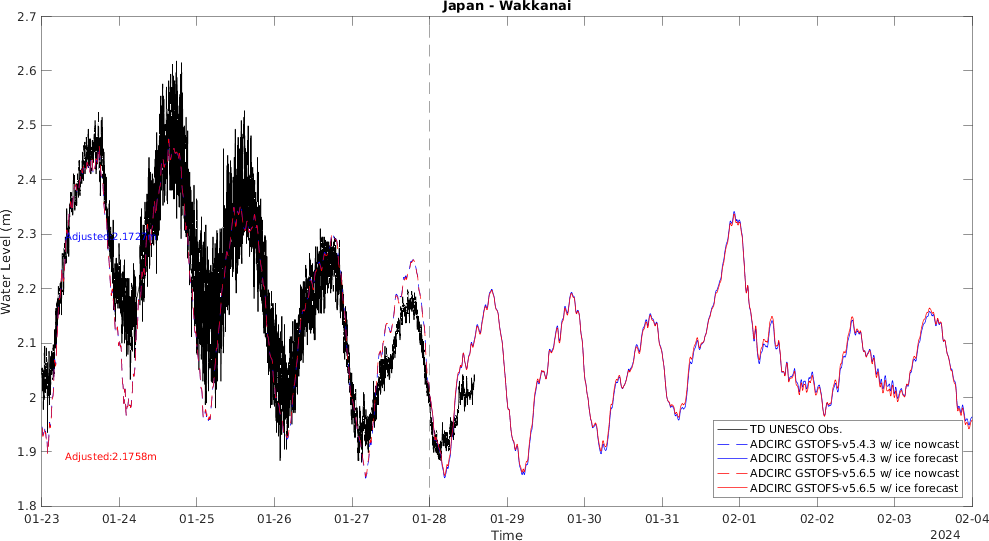 Japan - Wakkanai
2.7
2.6
2.5
2.4
2.3
2.2
2.1
2
1.9
1.8
Water Level (m)
Adjusted:2.172
Adjusted:2.1758m
TD UNESCO Obs.
ADCIRC GSTOFS-v5.4.3 w/ ice nowcast
ADCIRC GSTOFS-v5.4.3 w/ ice forecast
ADCIRC GSTOFS-v5.6.5 w/ ice nowcast
ADCIRC GSTOFS-v5.6.5 w/ ice forecast
01-23 01-24 01-25 01-26 01-27 01-28 01-29 01-30 01-31 02-01 02-02 02-03 02-04
Time
2024